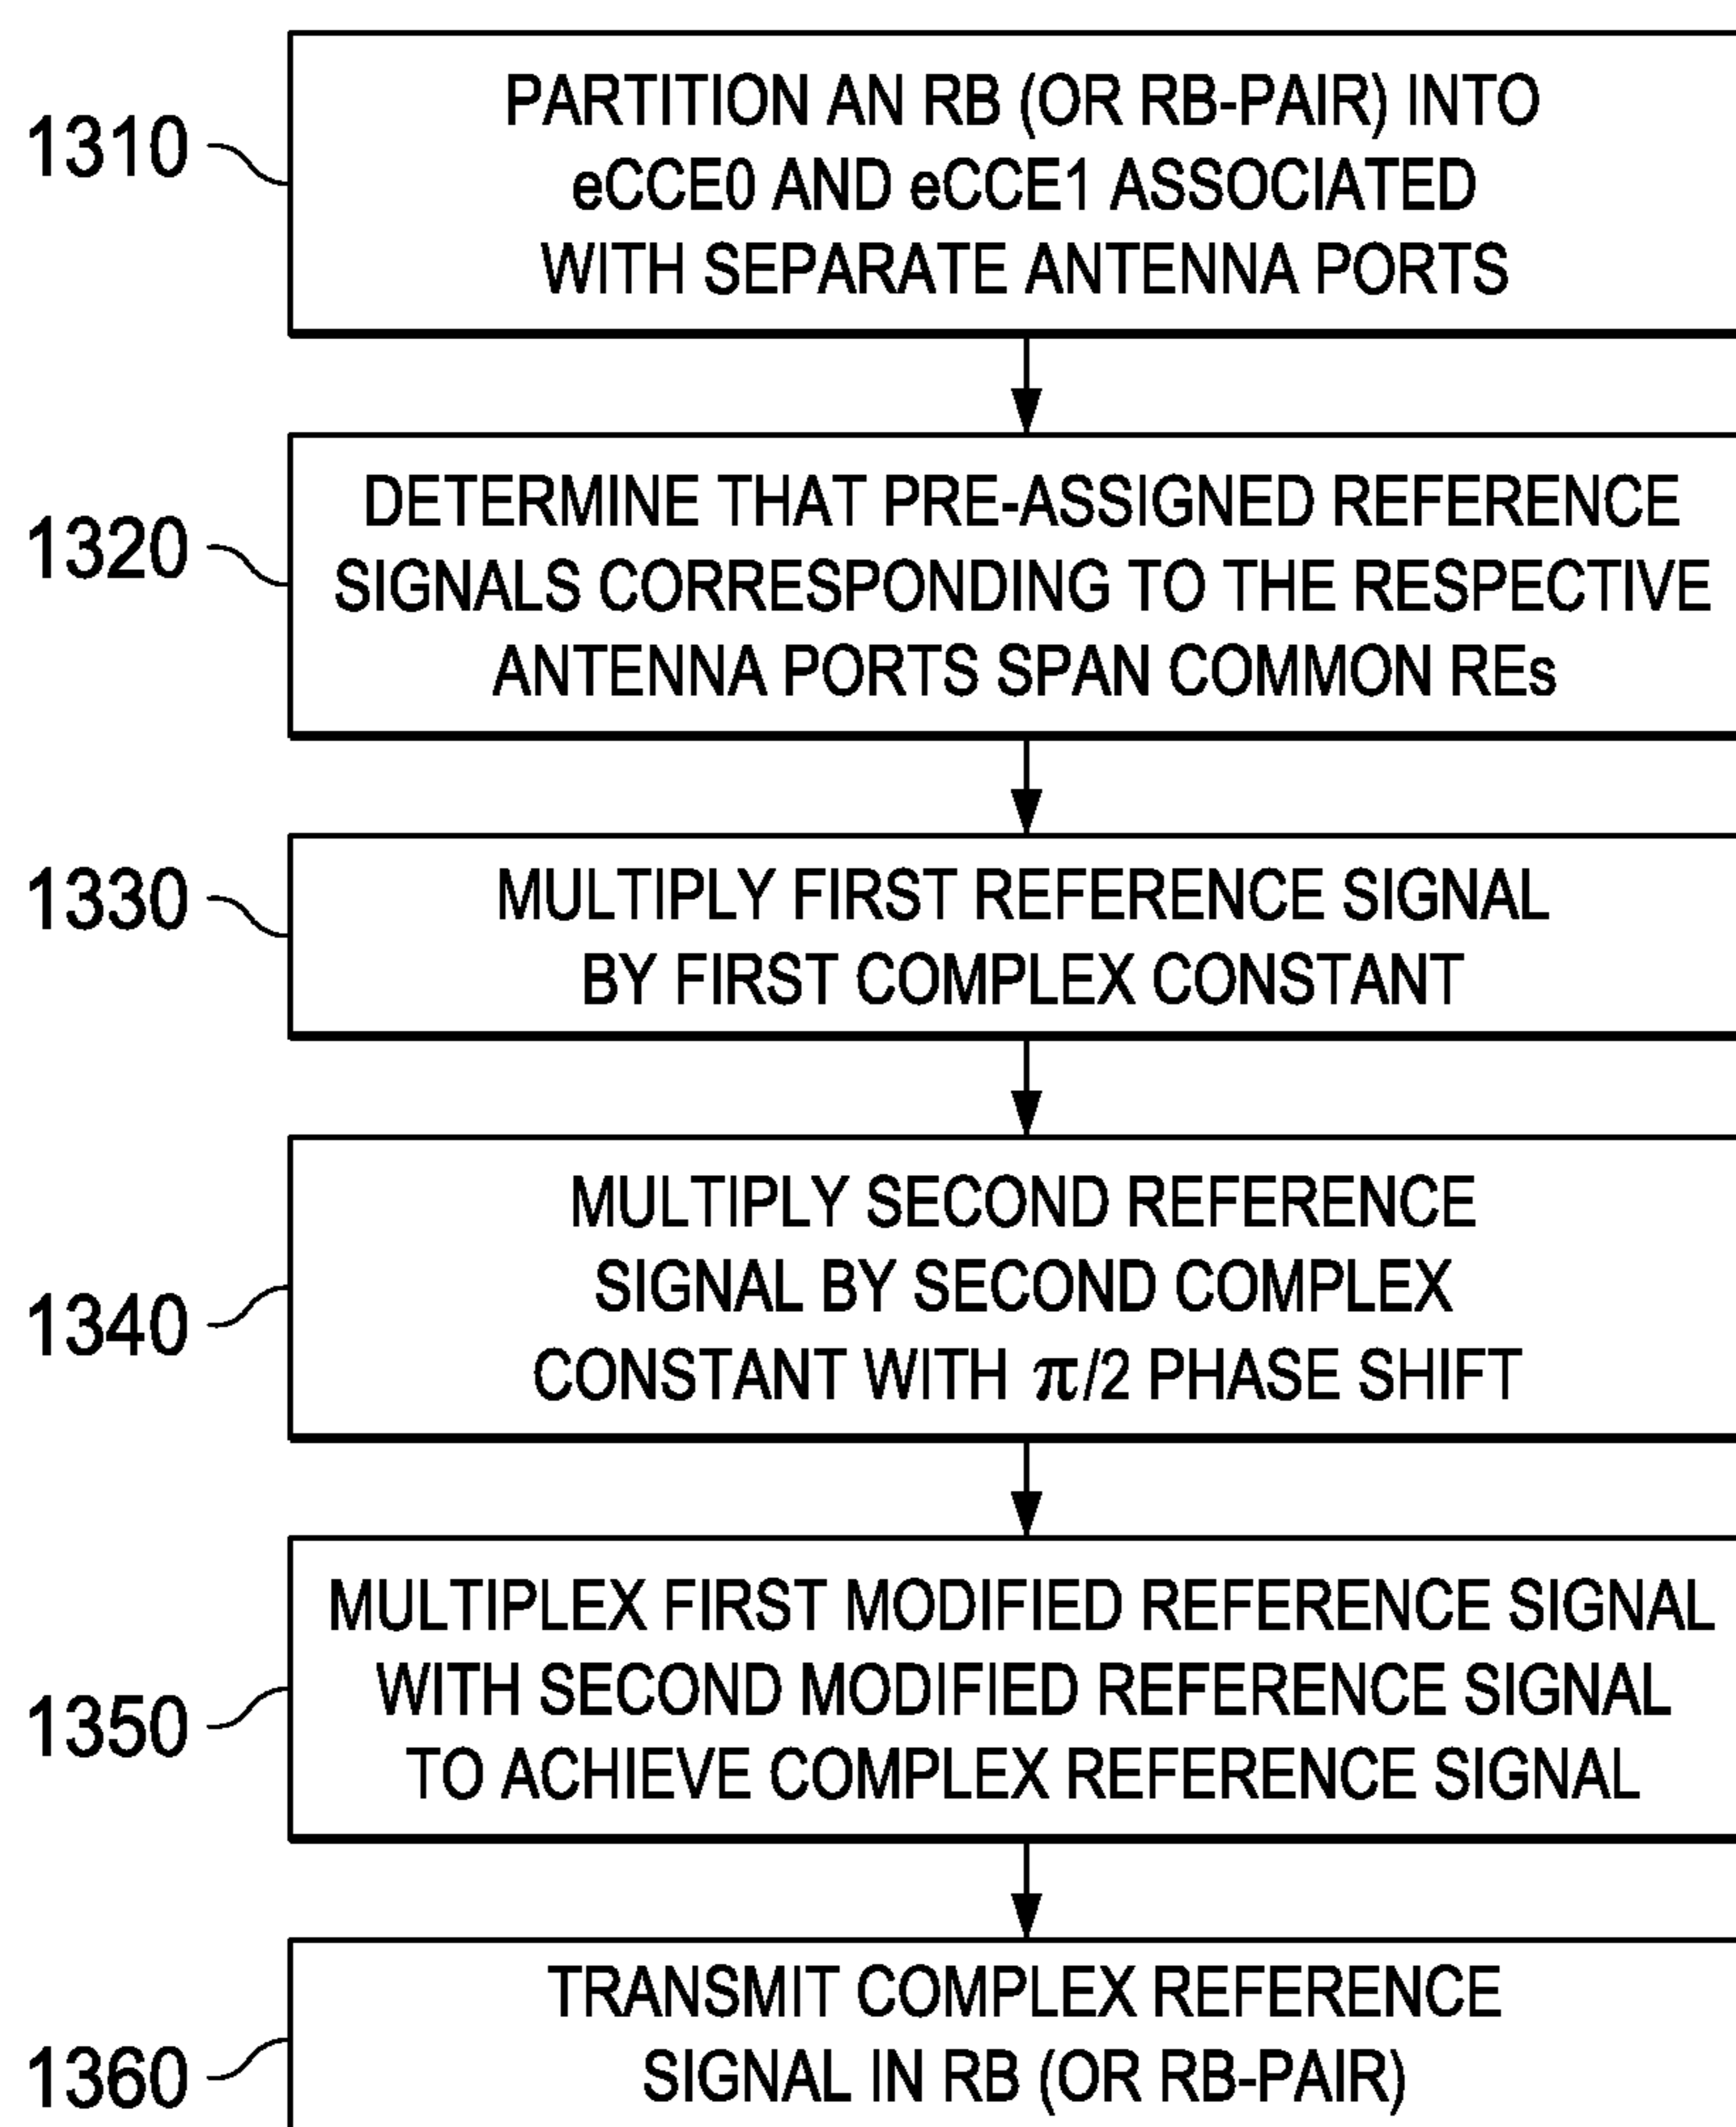 1310
PARTITION AN RB (OR RB-PAIR) INTO
eCCE0 AND eCCE1 ASSOCIATED
WITH SEPARATE ANTENNA PORTS
1320
DETERMINE THAT PRE-ASSIGNED REFERENCE
SIGNALS CORRESPONDING TO THE RESPECTIVE
ANTENNA PORTS SPAN COMMON REs
1330
MULTIPLY FIRST REFERENCE SIGNAL
BY FIRST COMPLEX CONSTANT
1340
MULTIPLY SECOND REFERENCE
SIGNAL BY SECOND COMPLEX
CONSTANT WITH π/2 PHASE SHIFT
1350
MULTIPLEX FIRST MODIFIED REFERENCE SIGNAL
WITH SECOND MODIFIED REFERENCE SIGNAL
TO ACHIEVE COMPLEX REFERENCE SIGNAL
1360
TRANSMIT COMPLEX REFERENCE
SIGNAL IN RB (OR RB-PAIR)